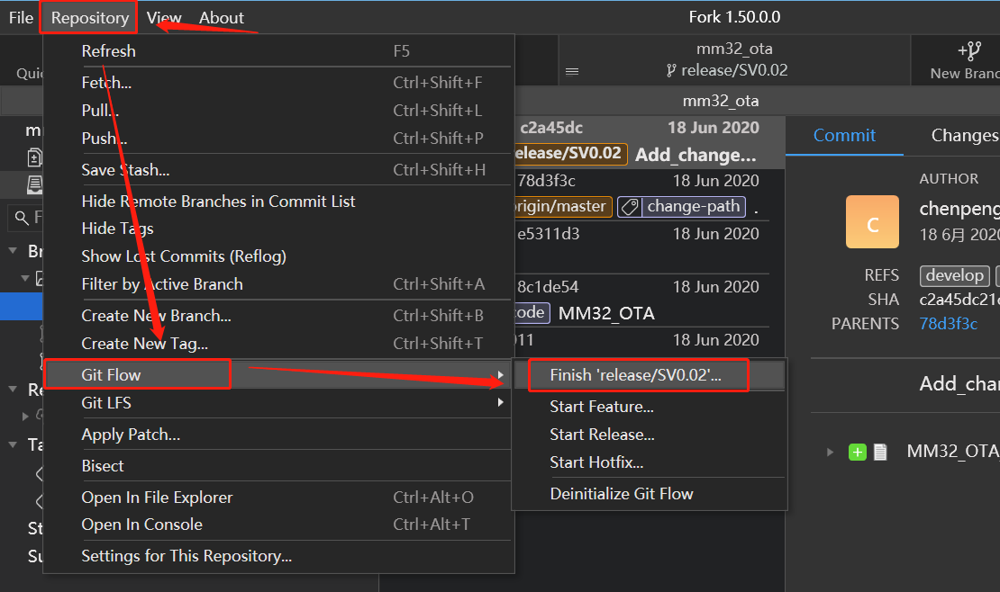 File Repository View About Fork 1.50.0.0
Refresh F5
Fetch... Ctrl+Shift+F
Pull... Ctrl+Shift+L
Push... Ctrl+Shift+P
Save Stash... Ctrl+Shift+H
Hide Remote Branches in Commit List
Hide Tags
Show Lost Commits (Reflog)
Filter by Active Branch Ctrl+Shift+A
Create New Branch... Ctrl+Shift+B
Create New Tag... Ctrl+Shift+T
Git Flow
Git LFS
Apply Patch...
Bisect
Open In File Explorer Ctrl+Alt+O
Open In Console Ctrl+Alt+T
Settings for This Repository...
Finish 'release/SV0.02'...
Start Feature...
Start Release...
Start Hotfix...
Deinitialize Git Flow
mm32_ota
release/SV0.02
New Branc
mm32_ota
c2a45dc 18 Jun 2020
elease/SV0.02 Add_change...
78d3f3c 18 Jun 2020
rigin/master change-path .
e5311d3 18 Jun 2020
8c1de54 18 Jun 2020
code MM32_OTA
011 18 Jun 2020
Commit Changes
AUTHOR
C
chenpeng
18 6月 2020
REFS develop
SHA c2a45dc21
PARENTS 78d3f3c
Add_cha
MM32_OTA
Quic
m
F
Br
Re
Ta
St
Su